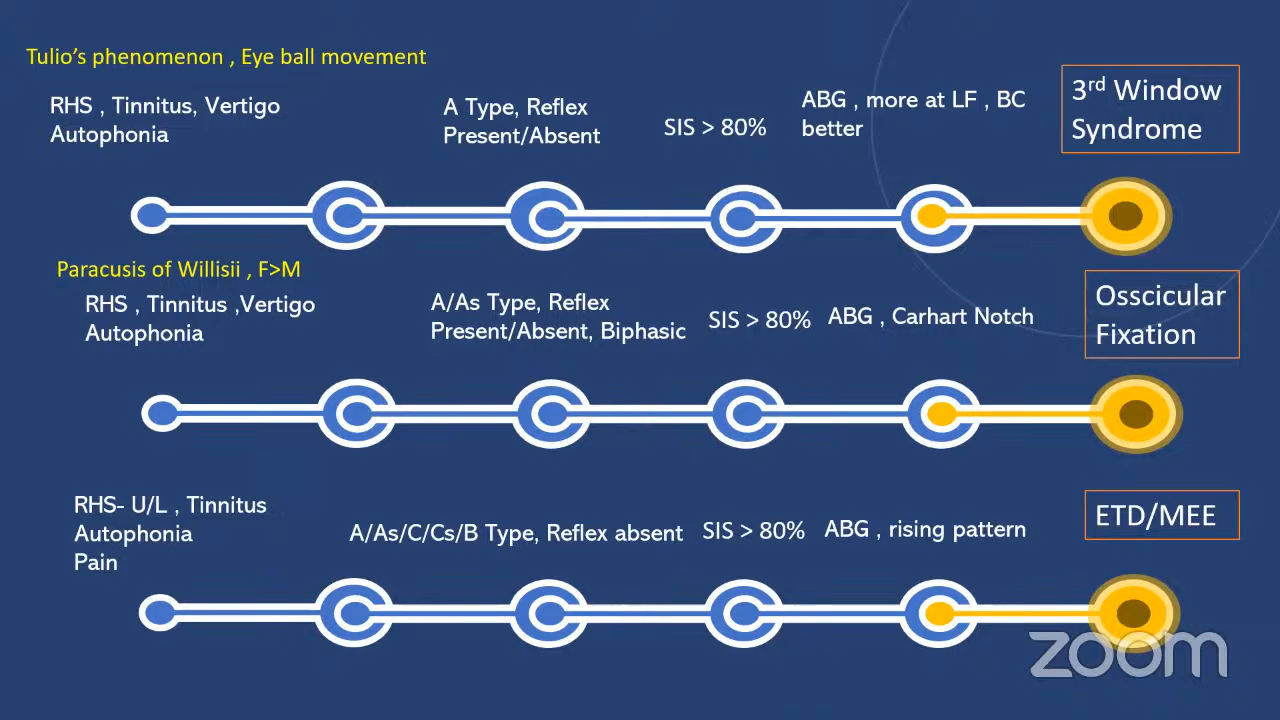 Tulio's phenomenon , Eye ball movement
RHS , Tinnitus, Vertigo
Autophonia
A Type, Reflex
Present/Absent
SIS > 80%
ABG , more at LF , BC
better
3rd Window
Syndrome
Paracusis of Willisii , F>M
RHS , Tinnitus ,Vertigo
Autophonia
A/As Type, Reflex
Present/Absent, Biphasic
SIS > 80%
ABG , Carhart Notch
Osscicular
Fixation
RHS- U/L , Tinnitus
Autophonia
Pain
A/As/C/Cs/B Type, Reflex absent
SIS > 80%
ABG , rising pattern
ETD/MEE
zoom